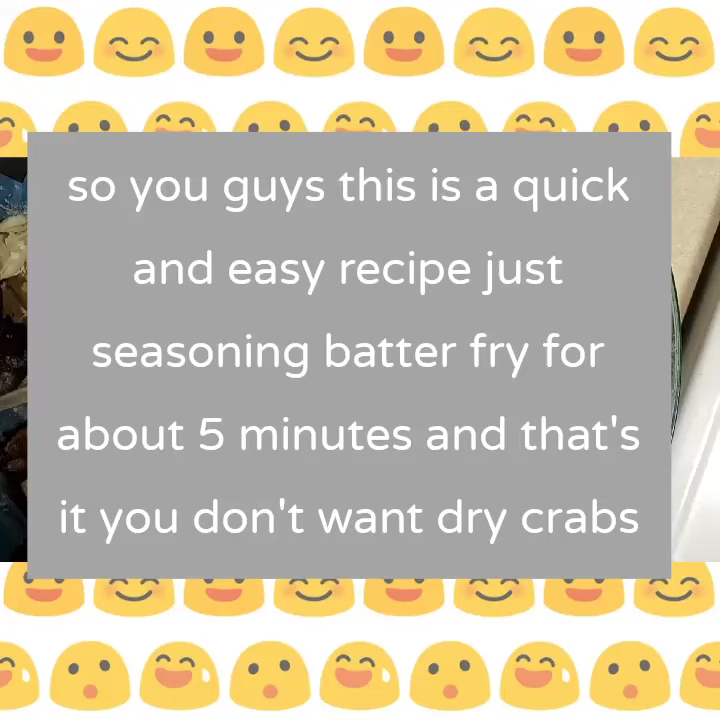 so you guys this is a quick
and easy recipe just
seasoning batter fry for
about 5 minutes and that's
it you don't want dry crabs